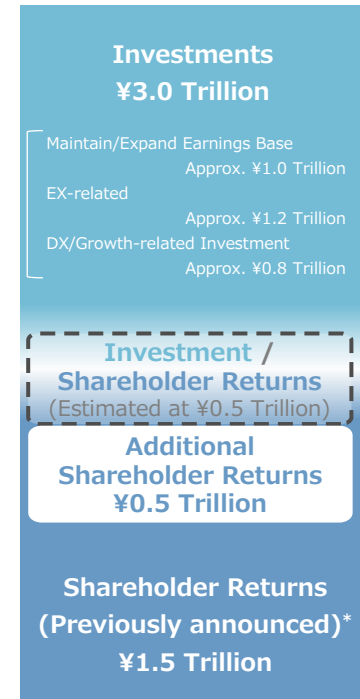 Investments
¥3.0 Trillion
Maintain/Expand Earnings Base
Approx. ¥1.0 Trillion
EX-related
Approx. ¥1.2 Trillion
DX/Growth-related Investment
Approx. ¥0.8 Trillion
Investment /
Shareholder Returns
(Estimated at ¥0.5 Trillion)
Additional
Shareholder Returns
¥0.5 Trillion
Shareholder Returns
(Previously announced)*
¥1.5 Trillion